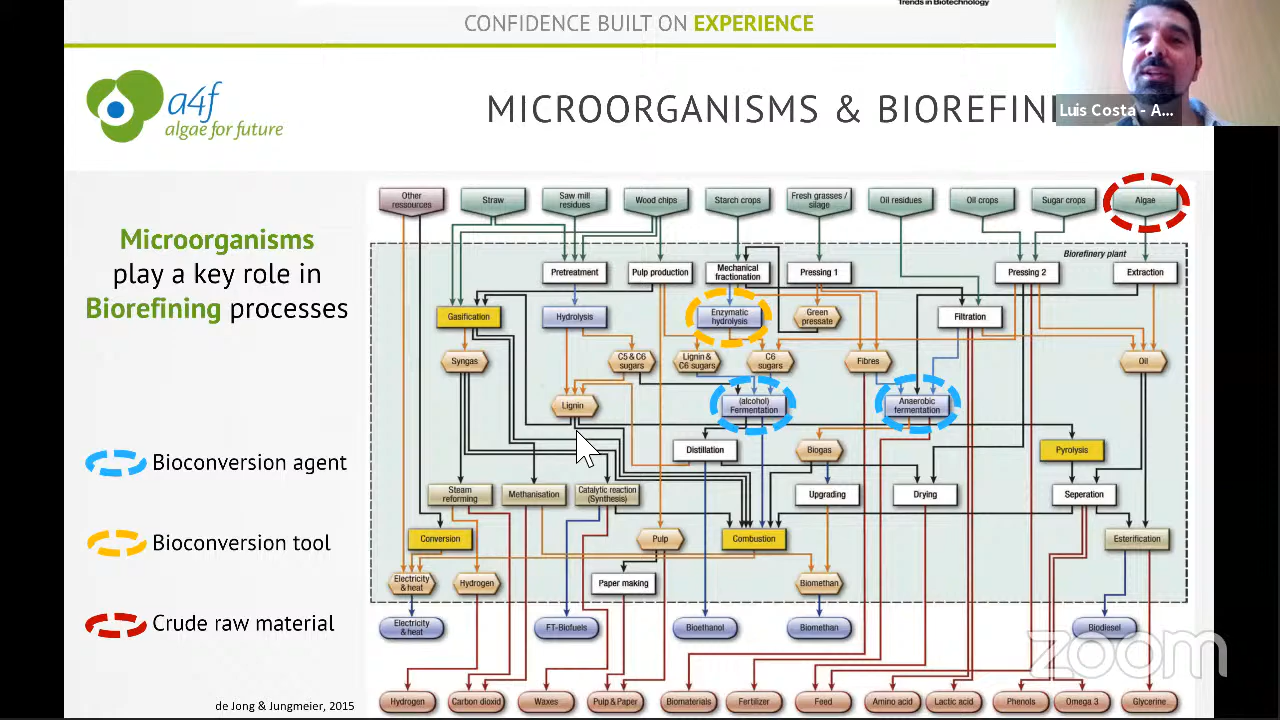 Trends in Biotechnology
CONFIDENCE BUILT ON EXPERIENCE
a4f
algae for future
MICROORGANISMS & BIOREFINI
Luis Costa - A...
Microorganisms
play a key role in
Biorefining processes
Bioconversion agent
Bioconversion tool
Crude raw material
de Jong & Jungmeier, 2015
Other
ressources
Straw
Saw mill
residues
Wood chips
Starch crops
Fresh grasses /
silage
Oil residues
Oil crops
Sugar crops
Algae
Biorefinery plant
Pretreatment
Pulp production
Mechanical
fractionation
Pressing 1
Pressing 2
Extraction
Gasification
Hydrolysis
Enzymatic
hydrolysis
Green
pressate
Filtration
Syngas
C5 & C6
sugars
Lignin &
C6 sugars
C6
sugars
Fibres
Oil
Lignin
(alcohol)
Fermentation
Anaerobic
fermentation
Distillation
Biogas
Pyrolysis
Steam
reforming
Methanisation
Catalytic reaction
(Synthesis)
Upgrading
Drying
Seperation
Conversion
Pulp
Combustion
Esterification
Electricity
& heat
Hydrogen
Paper making
Biomethan
Electricity
& heat
FT-Biofuels
Bioethanol
Biomethan
Biodiesel
zoom
Hydrogen
Carbon dioxid
Waxes
Pulp & Paper
Biomaterials
Fertilizer
Feed
Amino acid
Lactic acid
Phenols
Omega 3
Glycerine